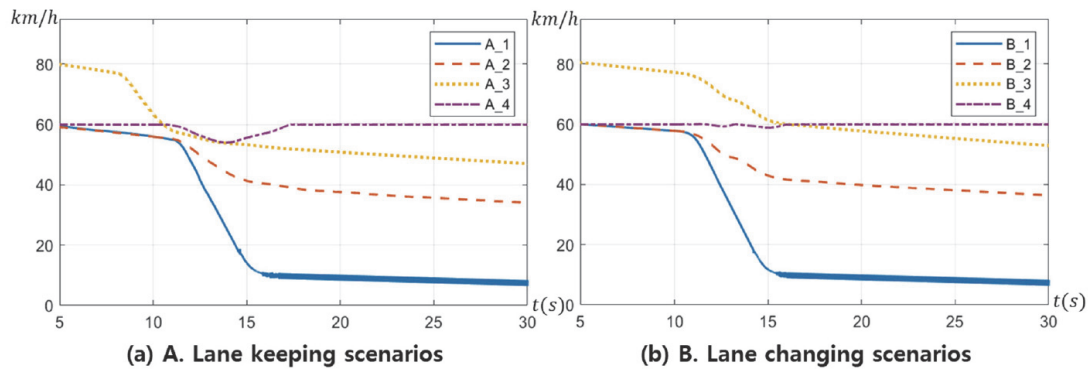 km/h
80
60
40
20
0
5
10
15
20
25
30
t(s)
A_1
A_2
A_3
A_4
(a) A. Lane keeping scenarios
km/h
80
60
40
20
0
5
10
15
20
25
30
t(s)
B_1
B_2
B_3
B_4
(b) B. Lane changing scenarios